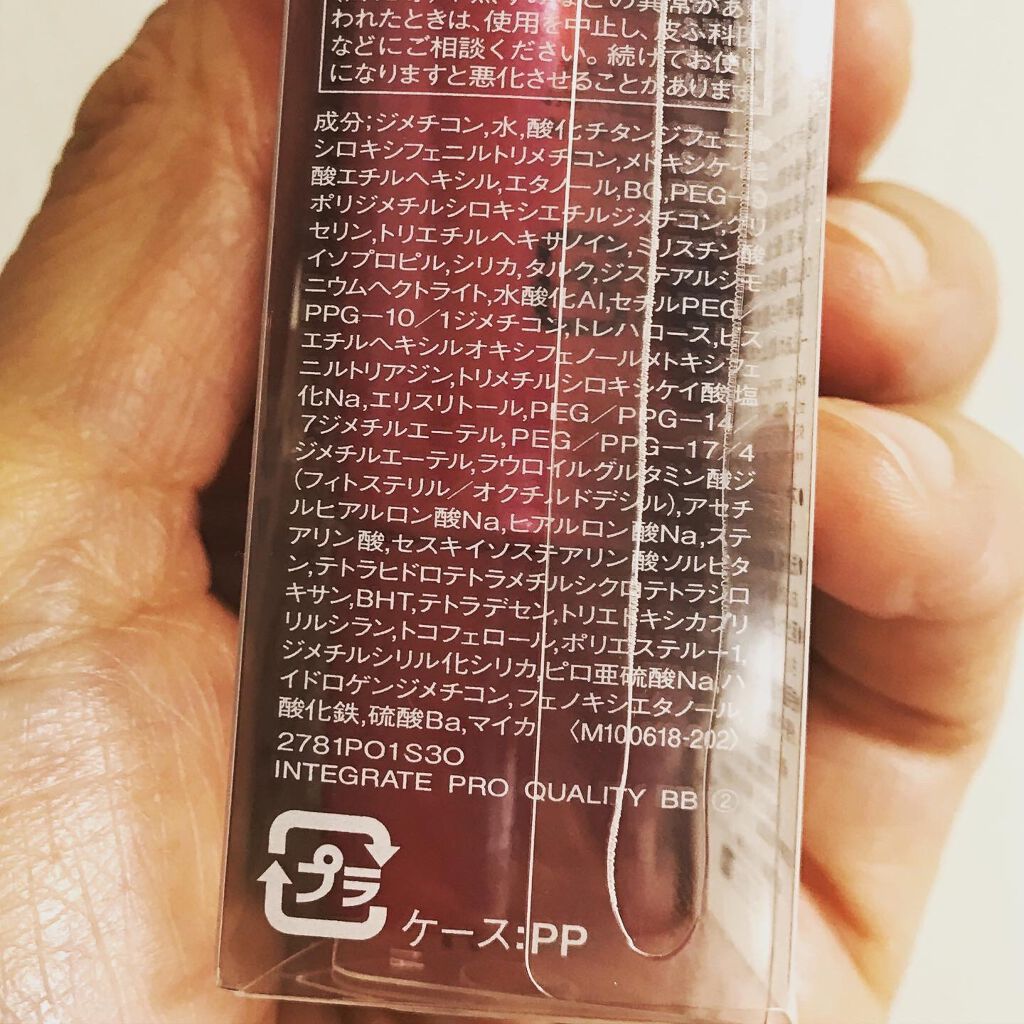 われたときは、使用を中止し、皮ふ科医
などにご相談ください。続けてお使い
になりますと悪化させることがあります
成分;ジメチコン,水,酸化チタン,ジフェニル
シロキシフェニルトリメチコン,メトキシケイヒ
酸エチルヘキシル,エタノール,BG,PEG-9
ポリジメチルシロキシエチルジメチコン,グリ
セリン,トリエチルヘキサノイン,ミリスチン酸
イソプロピル,シリカ,タルク,ジステアルジモ
ニウムヘクトライト,水酸化Al,セチルPEG/
PPG-10/1ジメチコン,トレハロース,ビス
エチルヘキシルオキシフェノールメトキシフェ
ニルトリアジン,トリメチルシロキシケイ酸,塩
化Na,エリスリトール,PEG/PPG-14/
7ジメチルエーテル,PEG/PPG-17/4
ジメチルエーテル,ラウロイルグルタミン酸ジ
(フィトステリル/オクチルドデシル),アセチ
ルヒアルロン酸Na,ヒアルロン酸Na,ステ
アリン酸,セスキイソステアリン酸ソルビタ
ン,テトラヒドロテトラメチルシクロテトラシロ
キサン,BHT,テトラデセン,トリエトキシカプリ
リルシラン,トコフェロール,ポリエステル-1,
ジメチルシリル化シリカ,ピロ亜硫酸Na,ハ
イドロゲンジメチコン,フェノキシエタノール,
酸化鉄,硫酸Ba,マイカ 〈M100618-202〉
2781P01S30
INTEGRATE PRO QUALITY BB ②
プラ
ケース:PP